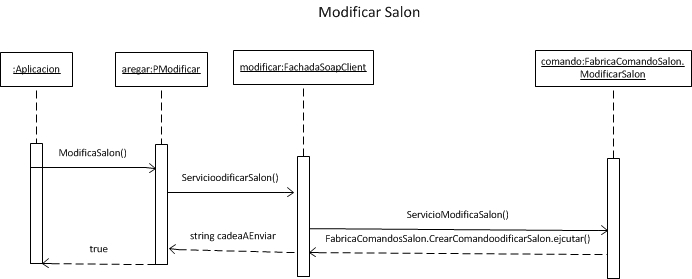 Modificar Salon
:Aplicacion
aregar:PModificar
modificar:FachadaSoapClient
comando:FabricaComandoSalon.
ModificarSalon
ModificaSalon()
ServicioodificarSalon()
ServicioModificaSalon()
string cadeaAEnviar
FabricaComandosSalon.CrearComandoodificarSalon.ejcutar()
true